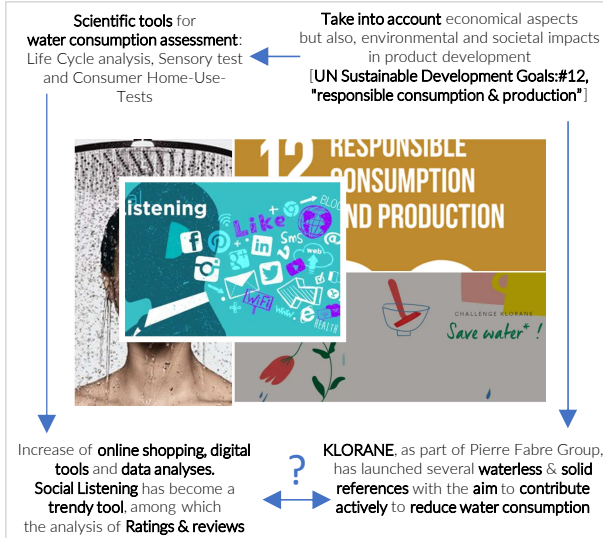 Scientific tools for
water consumption assessment:
Life Cycle analysis, Sensory test
and Consumer Home-Use-
Tests
Take into account economical aspects
but also, environmental and societal impacts
in product development
[UN Sustainable Development Goals:#12,
"responsible consumption & production"]
12 RESPONSIBLE
CONSUMPTION
AND PRODUCTION
listening
Like
BLOG
SMS
@
web
WiFi
www.
HEALTH
CHALLENGE KLORANE
Save water* !
Increase of online shopping, digital
tools and data analyses.
Social Listening has become a
trendy tool, among which
the analysis of Ratings & reviews
?
KLORANE, as part of Pierre Fabre Group,
has launched several waterless & solid
references with the aim to contribute
actively to reduce water consumption